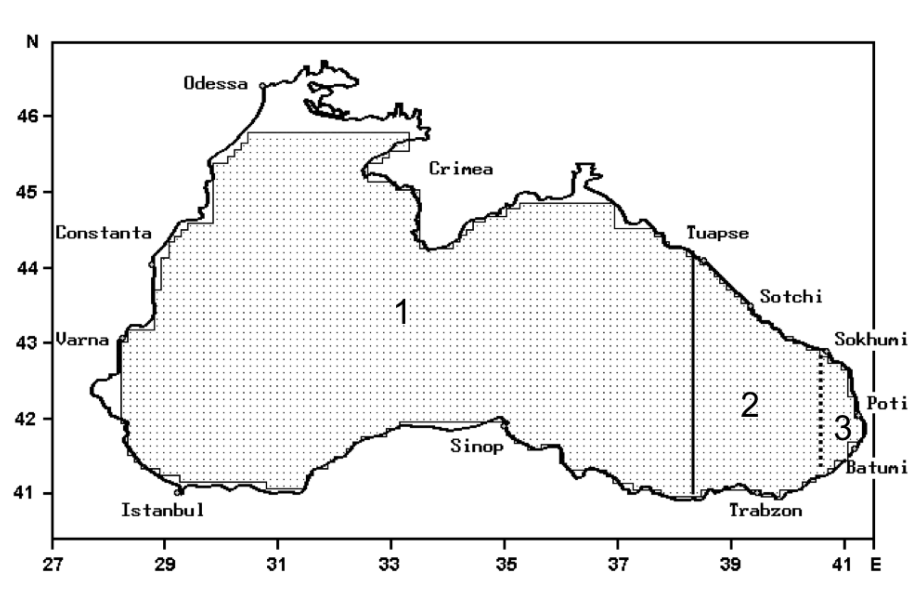 N
Odessa
46
Crimea
45
Constanta
Tuapse
44
Sotchi
1
43
Varna
Sokhumi
2
Poti
42
3
Sinop
Batumi
41
Istanbul
Trabzon
27 29 31 33 35 37 39 41 E